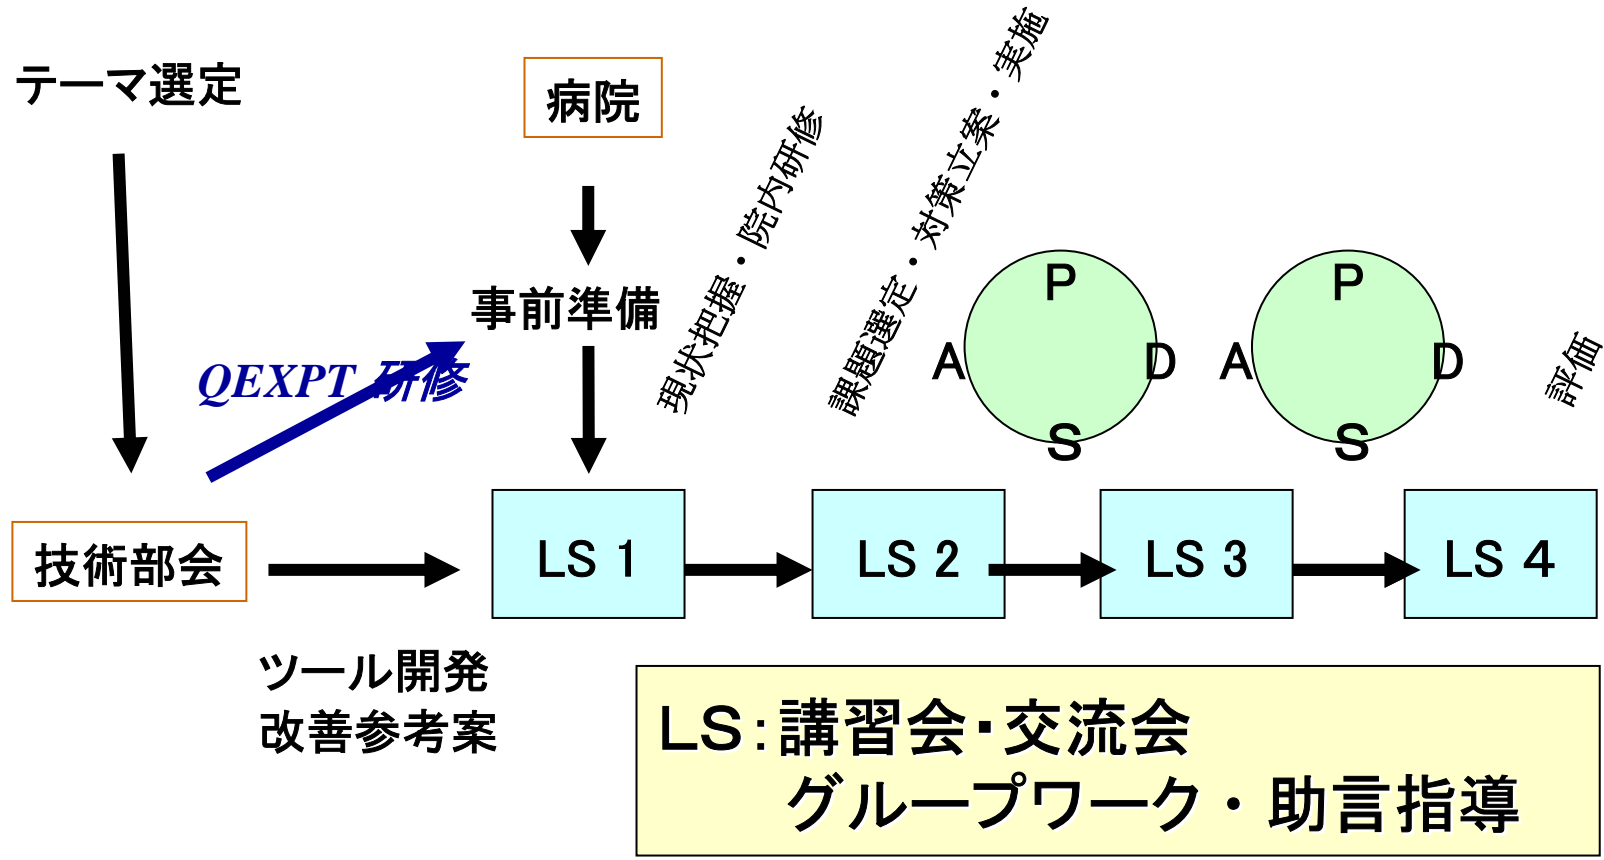 テーマ選定
病院
事前準備
QEXPT 研修
現状把握・院内研修
課題選定・対策立案・実施
P
A
D
S
P
A
D
S
評価
技術部会
LS 1
LS 2
LS 3
LS 4
ツール開発
改善参考案
LS：講習会・交流会
グループワーク・助言指導